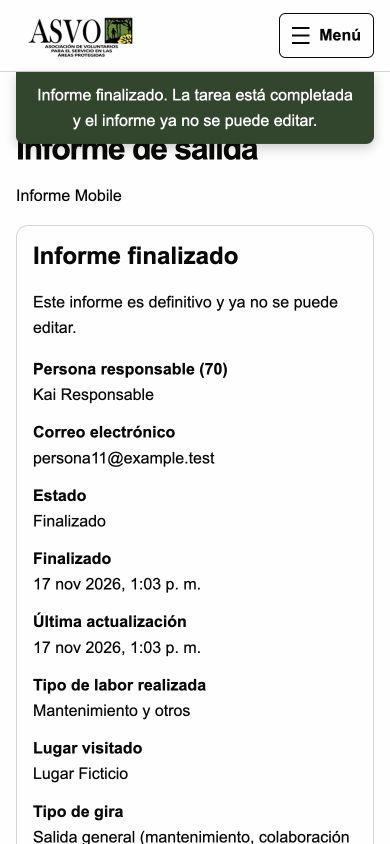 ASVO
ASOCIACIÓN DE VOLUNTARIOS
PARA EL SERVICIO EN LAS
ÁREAS PROTEGIDAS
Menú
Informe finalizado. La tarea está completada
y el informe ya no se puede editar.
Informe de salida
Informe Mobile
Informe finalizado
Este informe es definitivo y ya no se puede
editar.
Persona responsable (70)
Kai Responsable
Correo electrónico
persona11@example.test
Estado
Finalizado
Finalizado
17 nov 2026, 1:03 p. m.
Última actualización
17 nov 2026, 1:03 p. m.
Tipo de labor realizada
Mantenimiento y otros
Lugar visitado
Lugar Ficticio
Tipo de gira
Salida general (mantenimiento, colaboración